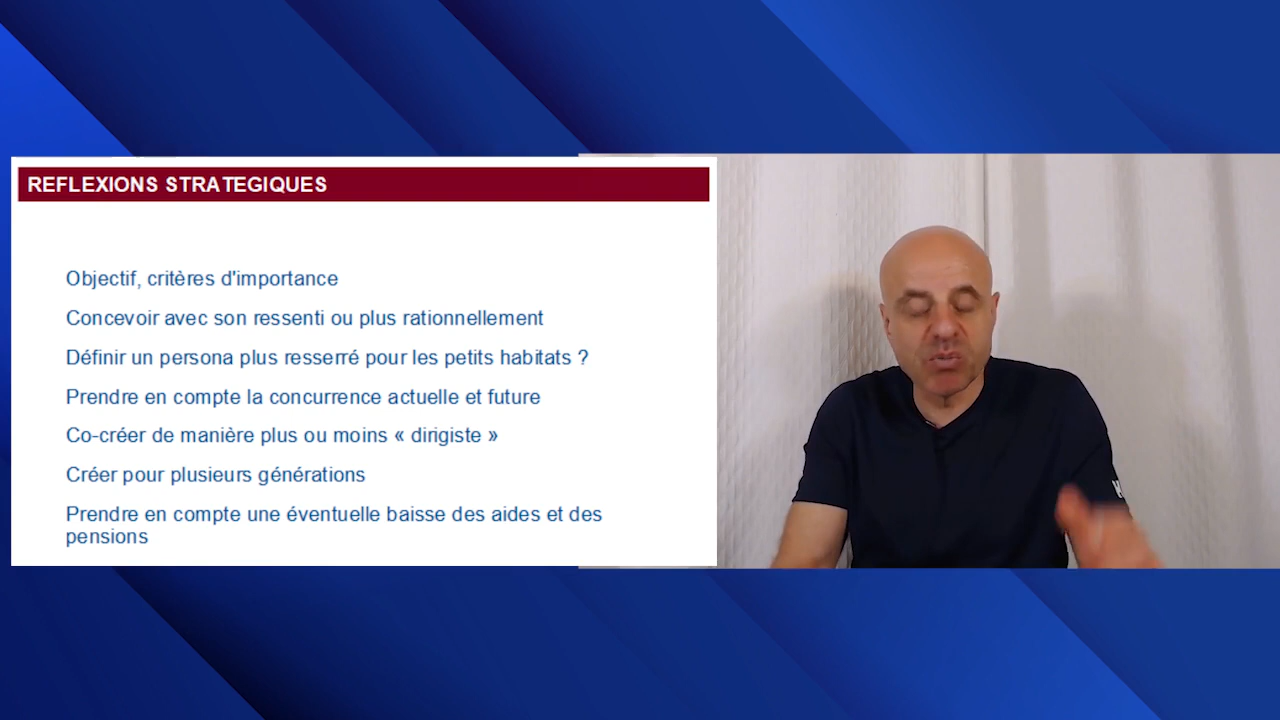 REFLEXIONS STRATEGIQUES
Objectif, critères d'importance
Concevoir avec son ressenti ou plus rationnellement
Définir un persona plus resserré pour les petits habitats ?
Prendre en compte la concurrence actuelle et future
Co-créer de manière plus ou moins « dirigiste »
Créer pour plusieurs générations
Prendre en compte une éventuelle baisse des aides et des
pensions